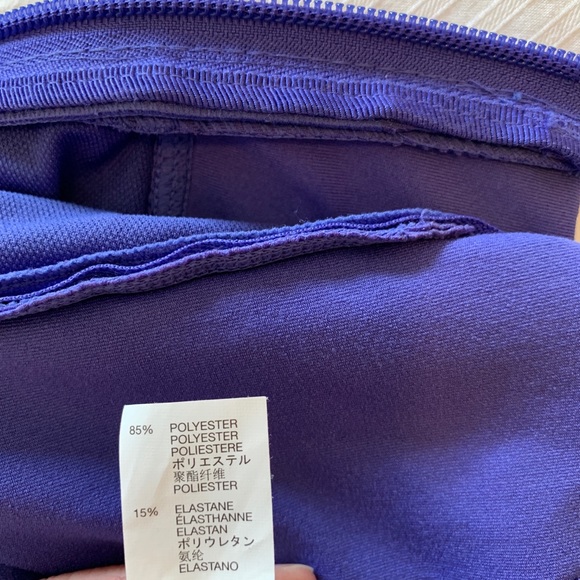 85% POLYESTER
POLYESTER
POLIESTERE
ポリエステル
聚酯纤维
POLIESTER
15% ELASTANE
ÉLASTHANNE
ELASTAN
ポリウレタン
氨纶
ELASTANO